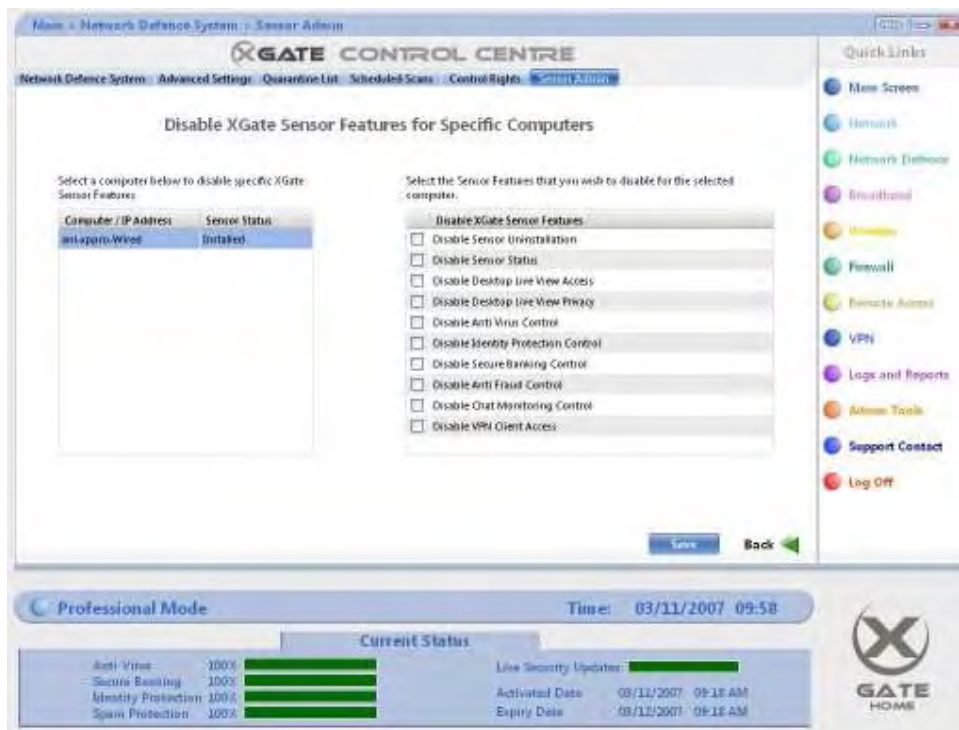 Main > Network Defence System > Sensor Admin
XGATE CONTROL CENTRE
Network Defence System Advanced Settings Quarantine List Scheduled Scans Control Rights Sensor Admin
Disable XGate Sensor Features for Specific Computers
Select a computer below to disable specific XGate
Sensor Features
Computer / IP Address Sensor Status
Installed
Select the Sensor Features that you wish to disable for the selected
computer.
Disable XGate Sensor Features
Disable Sensor Uninstallation
Disable Sensor Status
Disable Desktop Live View Access
Disable Desktop Live View Privacy
Disable Anti Virus Control
Disable Identity Protection Control
Disable Secure Banking Control
Disable Anti Fraud Control
Disable Chat Monitoring Control
Disable VPN Client Access
Save Back
Quick Links
Main Screen
Network
Network Defence
Broadband
Wireless
Firewall
Remote Access
VPN
Logs and Reports
Admin Tools
Support Contact
Log Off
Professional Mode Time: 03/11/2007 09:58
Current Status
Anti Virus 100%
Secure Banking 100%
Identity Protection 100%
Spam Protection 100%
Live Security Updates
Activated Date 03/11/2007 09:18 AM
Expiry Date 03/12/2007 09:18 AM
X
GATE
HOME